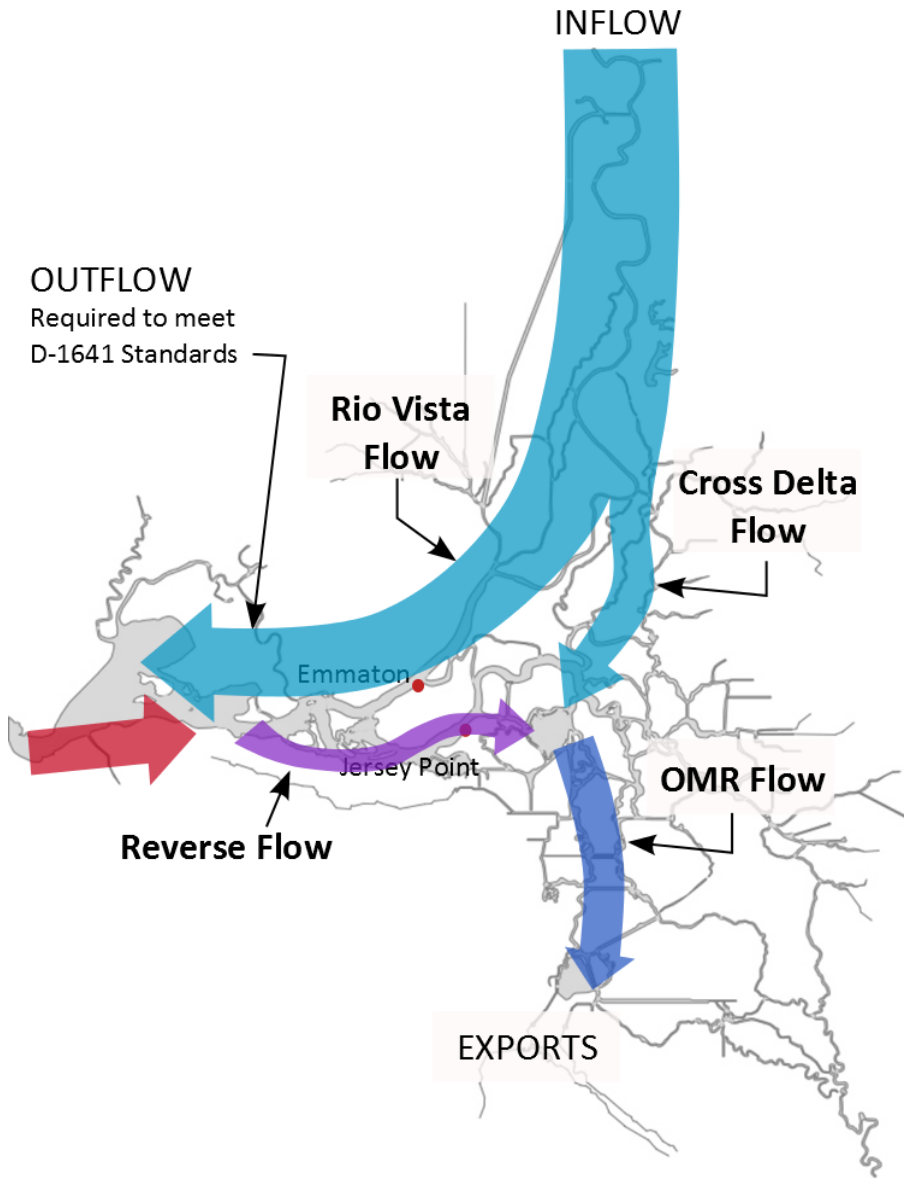 INFLOW
OUTFLOW
Required to meet
D-1641 Standards
Rio Vista
Flow
Cross Delta
Flow
Emmaton
Jersey Point
OMR Flow
Reverse Flow
EXPORTS